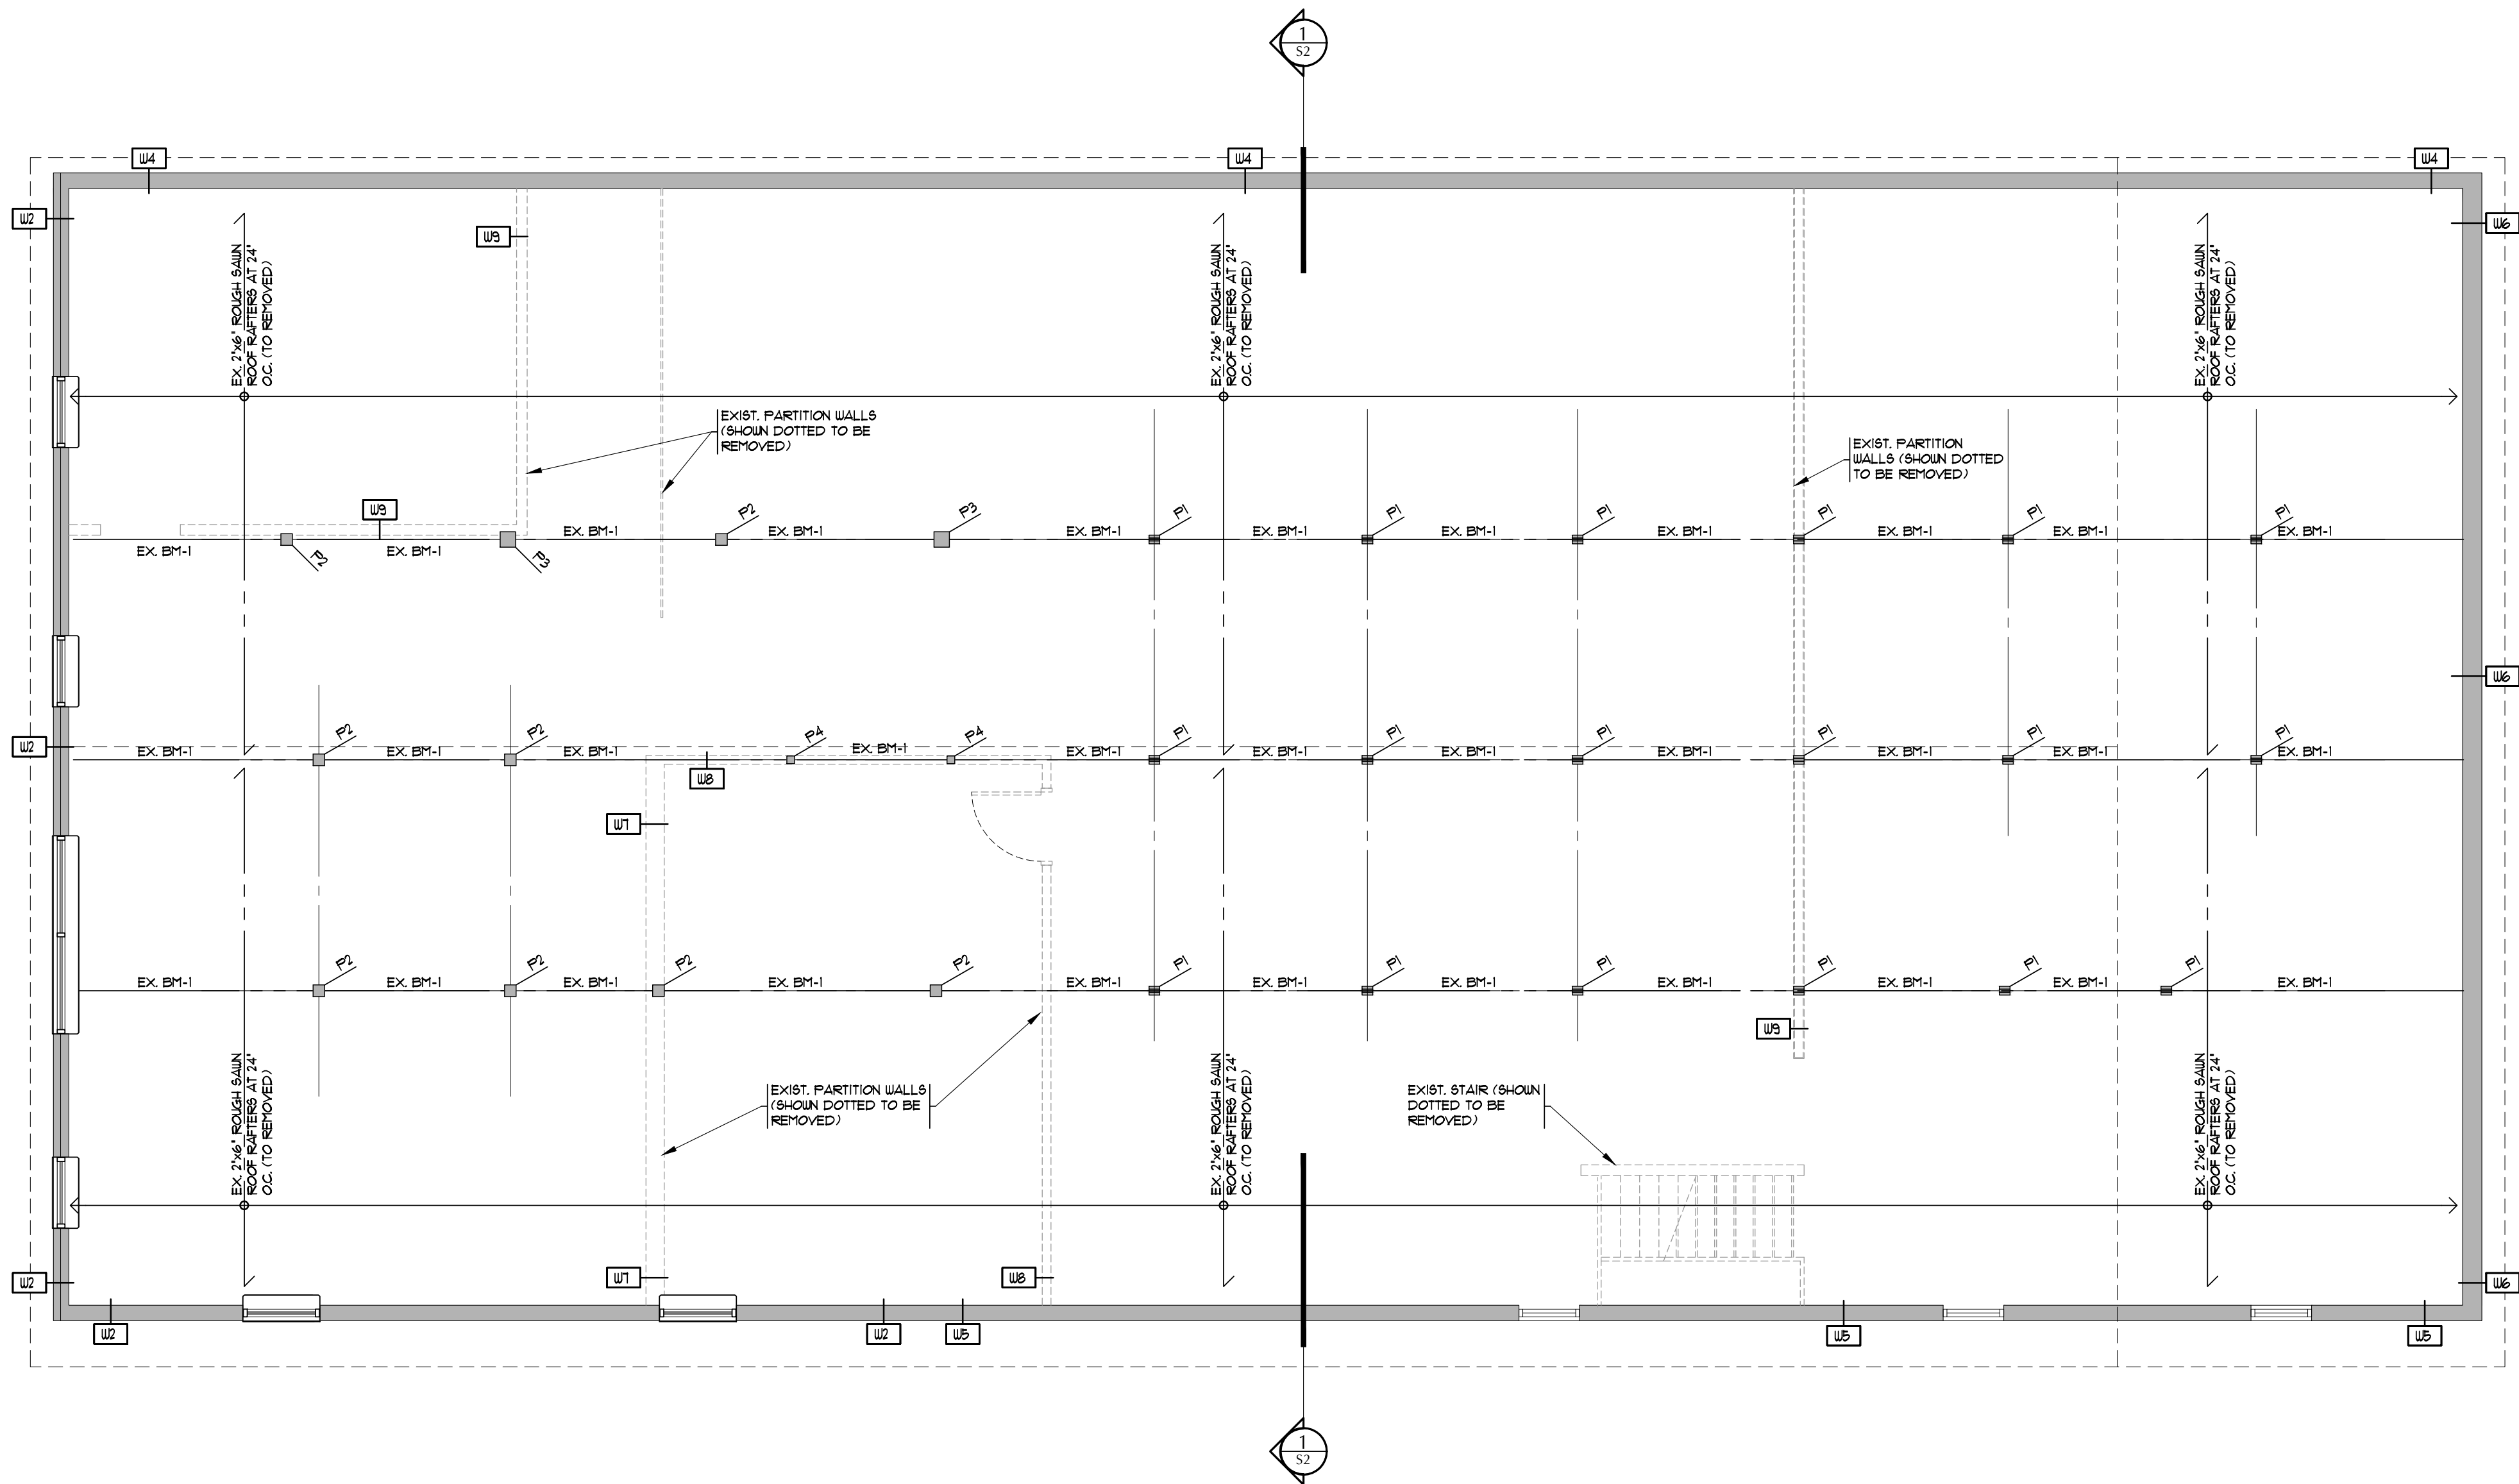 1
S2
W4
W4
W4
W2
W6
W9
EX. 2"x6" ROUGH SAWN
ROOF RAFTERS AT 24"
O.C. (TO REMOVED)
EX. 2"x6" ROUGH SAWN
ROOF RAFTERS AT 24"
O.C. (TO REMOVED)
EX. 2"x6" ROUGH SAWN
ROOF RAFTERS AT 24"
O.C. (TO REMOVED)
EXIST. PARTITION WALLS
(SHOWN DOTTED TO BE
REMOVED)
EXIST. PARTITION
WALLS (SHOWN DOTTED
TO BE REMOVED)
W9
P2
P3
P1
P1
P1
P1
P1
P1
EX. BM-1
EX. BM-1
EX. BM-1
EX. BM-1
EX. BM-1
EX. BM-1
EX. BM-1
EX. BM-1
EX. BM-1
EX. BM-1
EX. BM-1
P2
P3
W6
W2
P2
P2
P4
P4
P1
P1
P1
P1
P1
P1
EX. BM-1
EX. BM-1
EX. BM-1
EX. BM-1
EX. BM-1
EX. BM-1
EX. BM-1
EX. BM-1
EX. BM-1
EX. BM-1
EX. BM-1
W8
W7
P2
P2
P2
P2
P1
P1
P1
P1
P1
P1
EX. BM-1
EX. BM-1
EX. BM-1
EX. BM-1
EX. BM-1
EX. BM-1
EX. BM-1
EX. BM-1
EX. BM-1
EX. BM-1
W9
EX. 2"x6" ROUGH SAWN
ROOF RAFTERS AT 24"
O.C. (TO REMOVED)
EXIST. PARTITION WALLS
(SHOWN DOTTED TO BE
REMOVED)
EX. 2"x6" ROUGH SAWN
ROOF RAFTERS AT 24"
O.C. (TO REMOVED)
EXIST. STAIR (SHOWN
DOTTED TO BE
REMOVED)
EX. 2"x6" ROUGH SAWN
ROOF RAFTERS AT 24"
O.C. (TO REMOVED)
W2
W7
W8
W6
W2
W2
W5
W5
W5
1
S2